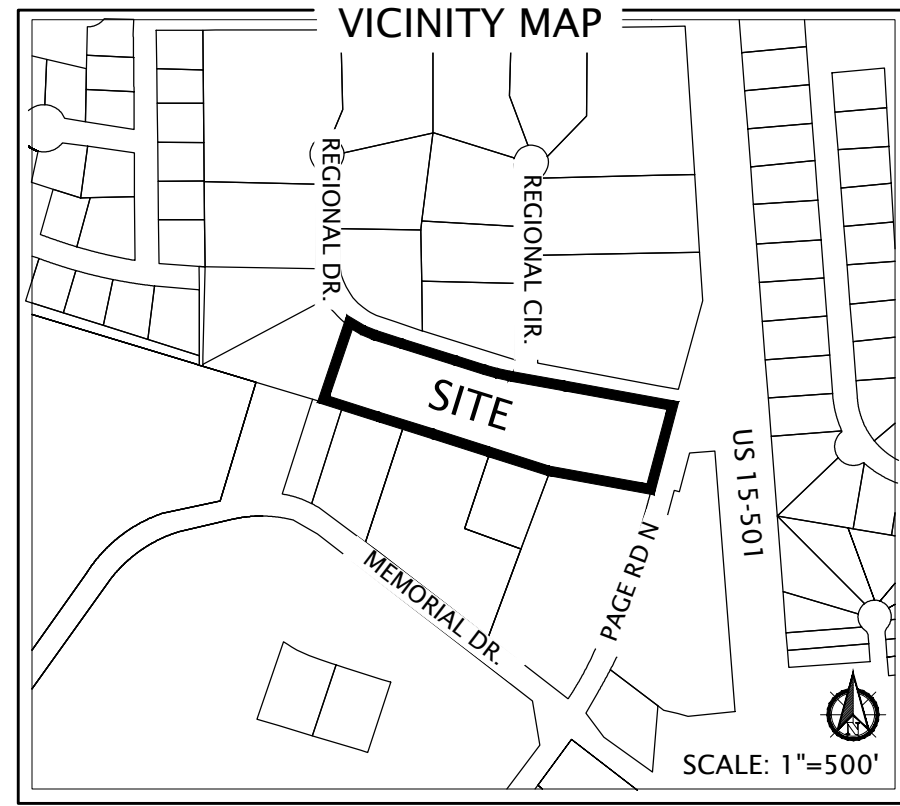 VICINITY MAP
REGIONAL DR.
REGIONAL CIR.
SITE
US 15-501
PAGE RD N
MEMORIAL DR.
N
SCALE: 1"=500'